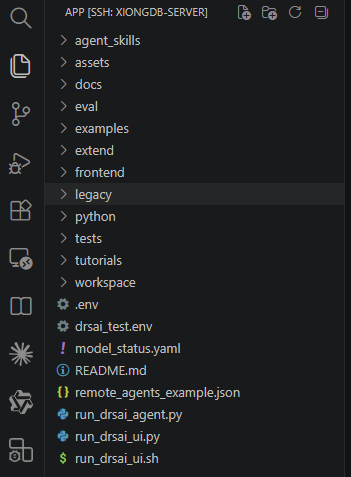 APP [SSH: XIONGDB-SERVER]
agent_skills
assets
docs
eval
examples
extend
frontend
legacy
python
tests
tutorials
workspace
.env
drsai_test.env
! model_status.yaml
README.md
{} remote_agents_example.json
run_drsai_agent.py
run_drsai_ui.py
$ run_drsai_ui.sh